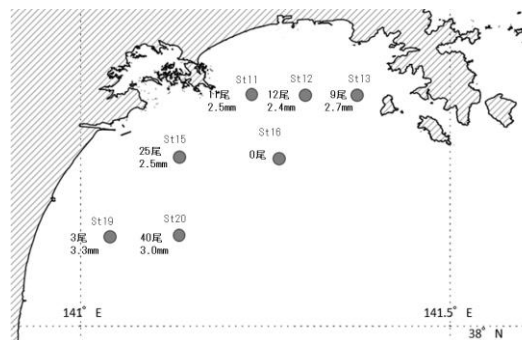 St11
St12
St13
11尾
2.5mm
12尾
2.4mm
9尾
2.7mm
St15
St16
25尾
2.5mm
0尾
St19
St20
3尾
3.3mm
40尾
3.0mm
141° E
141.5° E
38° N